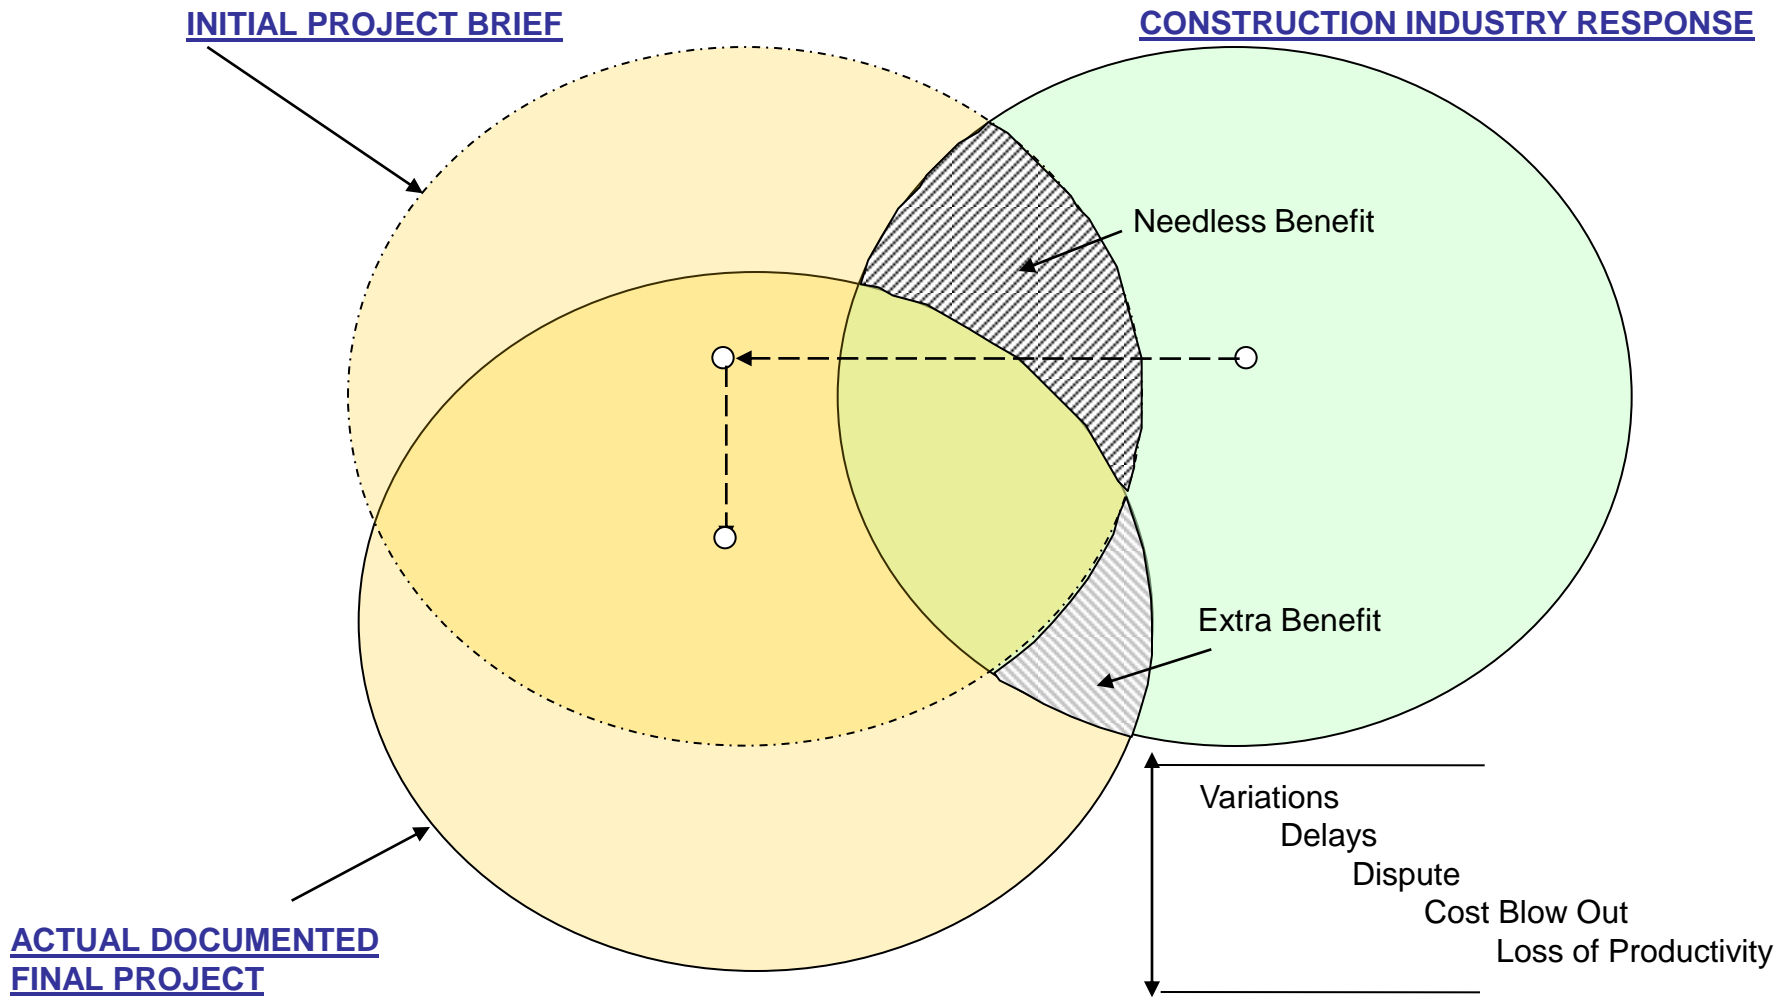 INITIAL PROJECT BRIEF
CONSTRUCTION INDUSTRY RESPONSE
Needless Benefit
Extra Benefit
Variations
Delays
Dispute
Cost Blow Out
Loss of Productivity
ACTUAL DOCUMENTED
FINAL PROJECT